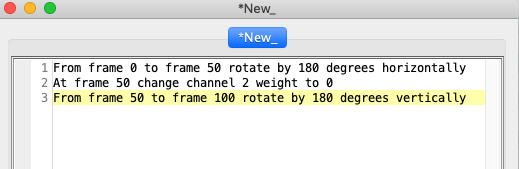 *New_
*New_
1 From frame 0 to frame 50 rotate by 180 degrees horizontally
2 At frame 50 change channel 2 weight to 0
3 From frame 50 to frame 100 rotate by 180 degrees vertically